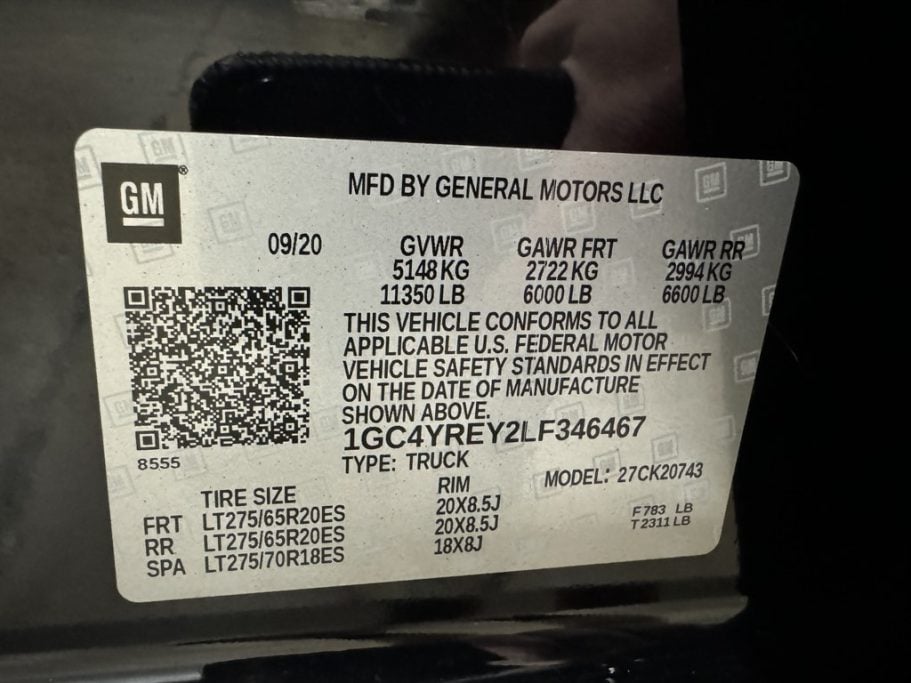 GM®
MFD BY GENERAL MOTORS LLC
09/20 GVWR GAWR FRT GAWR RR
5148 KG 2722 KG 2994 KG
11350 LB 6000 LB 6600 LB
THIS VEHICLE CONFORMS TO ALL
APPLICABLE U.S. FEDERAL MOTOR
VEHICLE SAFETY STANDARDS IN EFFECT
ON THE DATE OF MANUFACTURE
SHOWN ABOVE.
1GC4YREY2LF346467
8555
TYPE: TRUCK MODEL: 27CK20743
TIRE SIZE RIM
FRT LT275/65R20ES 20X8.5J F 783 LB
RR LT275/65R20ES 20X8.5J T 2311 LB
SPA LT275/70R18ES 18X8J